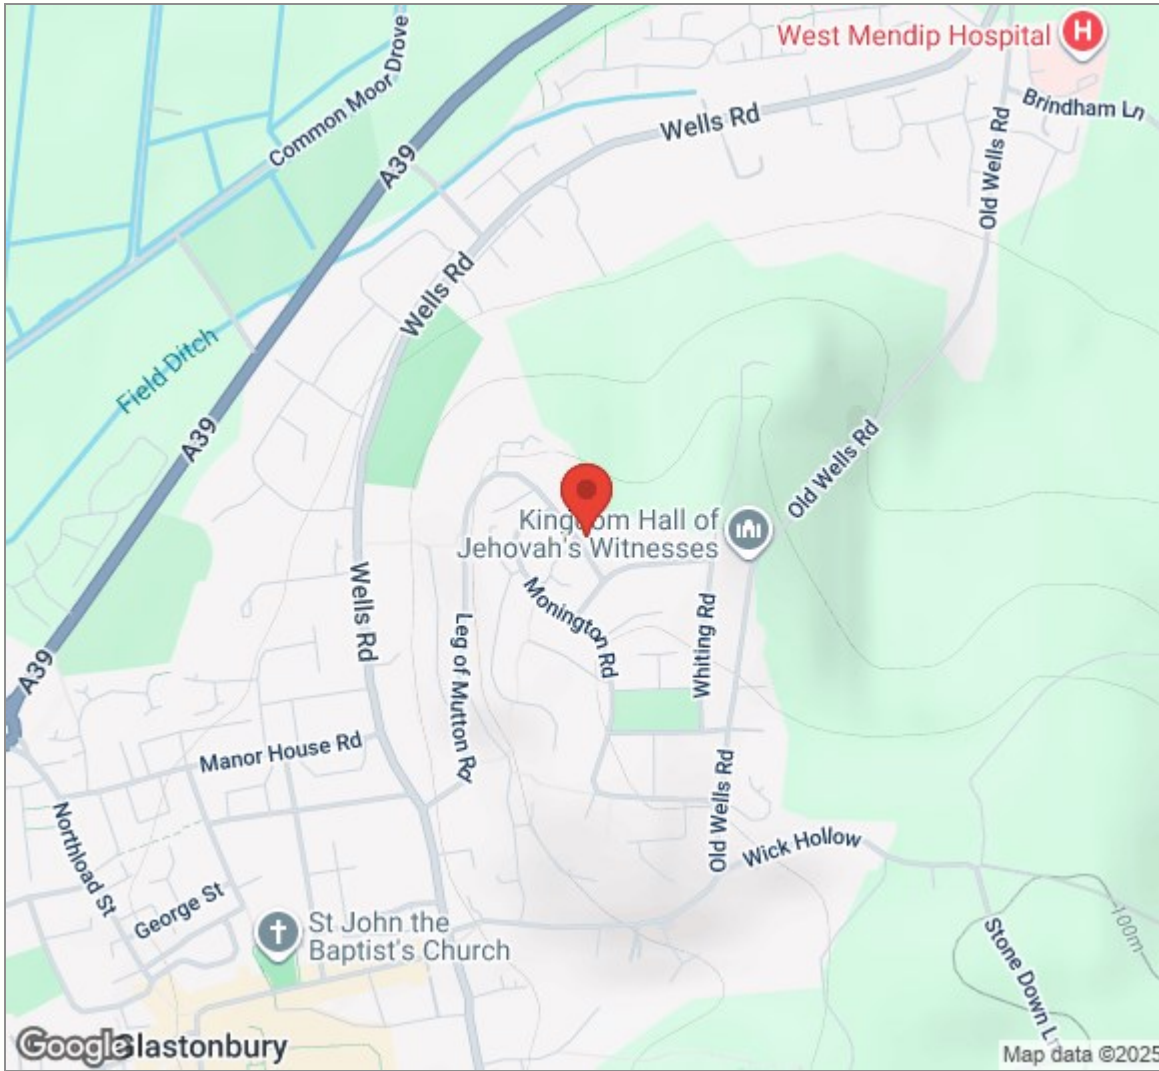 West Mendip Hospital
H
Brindham Ln
Common Moor Drove
Wells Rd
A39
Old Wells Rd
Wells Rd
Field Ditch
A39
Old Wells Rd
Kingdom Hall of
Jehovah's Witnesses
Wells Rd
Monington Rd
Whiting Rd
Leg of Mutton Rd
A39
Manor House Rd
Old Wells Rd
Wick Hollow
Northload St
George St
St John the
Baptist's Church
100m
Stone Down Ln
Google
Glastonbury
Map data ©2025